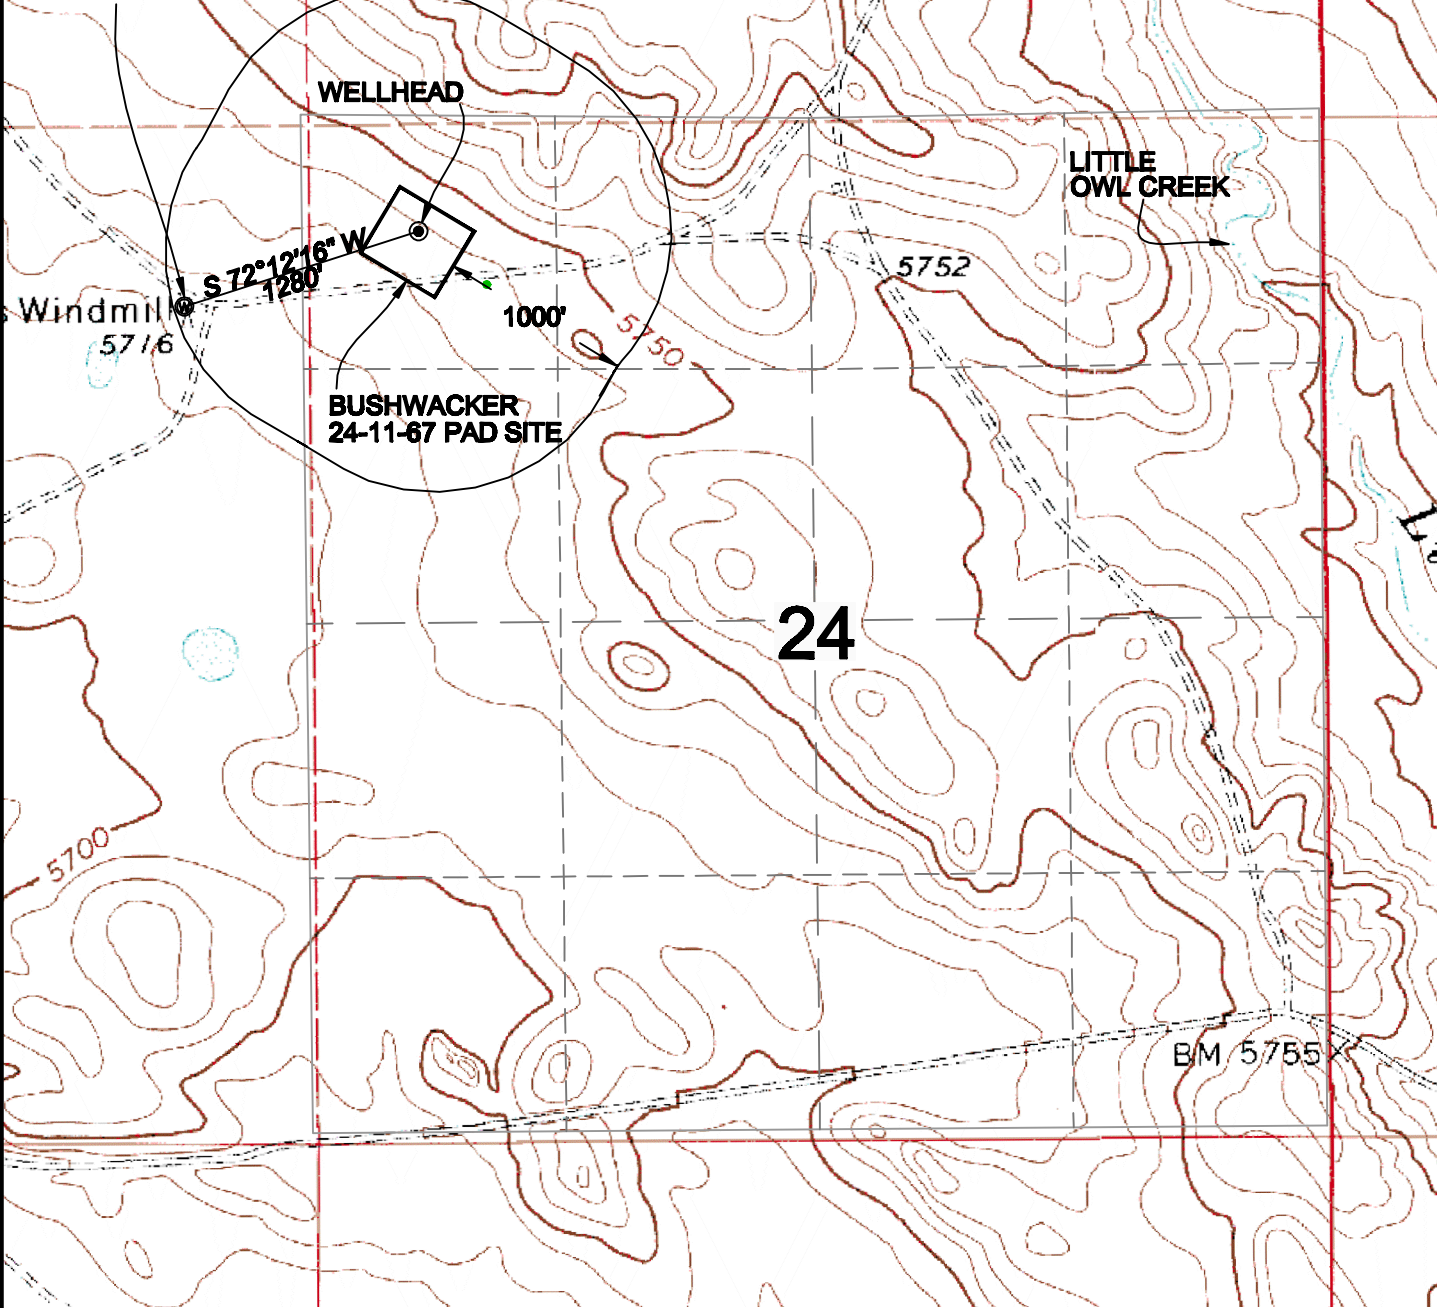 WELLHEAD
LITTLE
OWL CREEK
S 72°12'16" W
1280'
5752
Windmill
5716
1000'
5750
BUSHWACKER
24-11-67 PAD SITE
W
24
5700
BM 5755